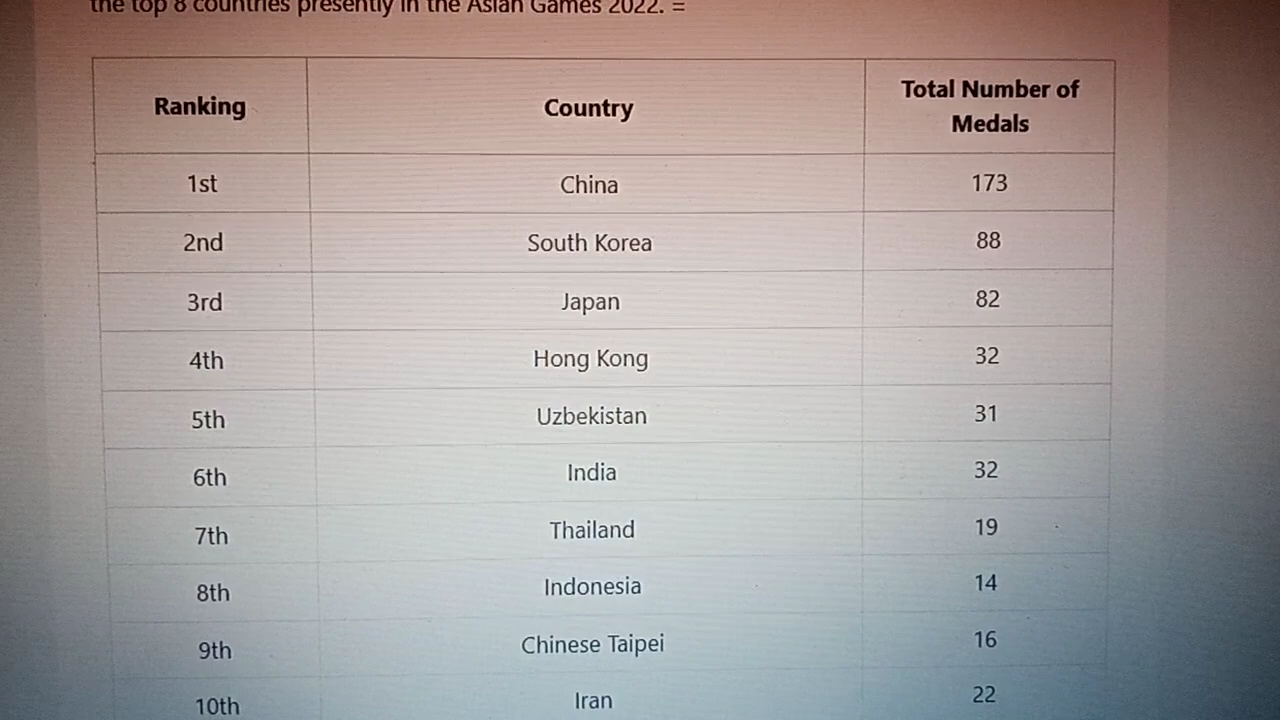 the top 8 countries presently in the Asian Games 2022. =
Ranking Country Total Number of
Medals
1st China 173
2nd South Korea 88
3rd Japan 82
4th Hong Kong 32
5th Uzbekistan 31
6th India 32
7th Thailand 19
8th Indonesia 14
9th Chinese Taipei 16
10th Iran 22